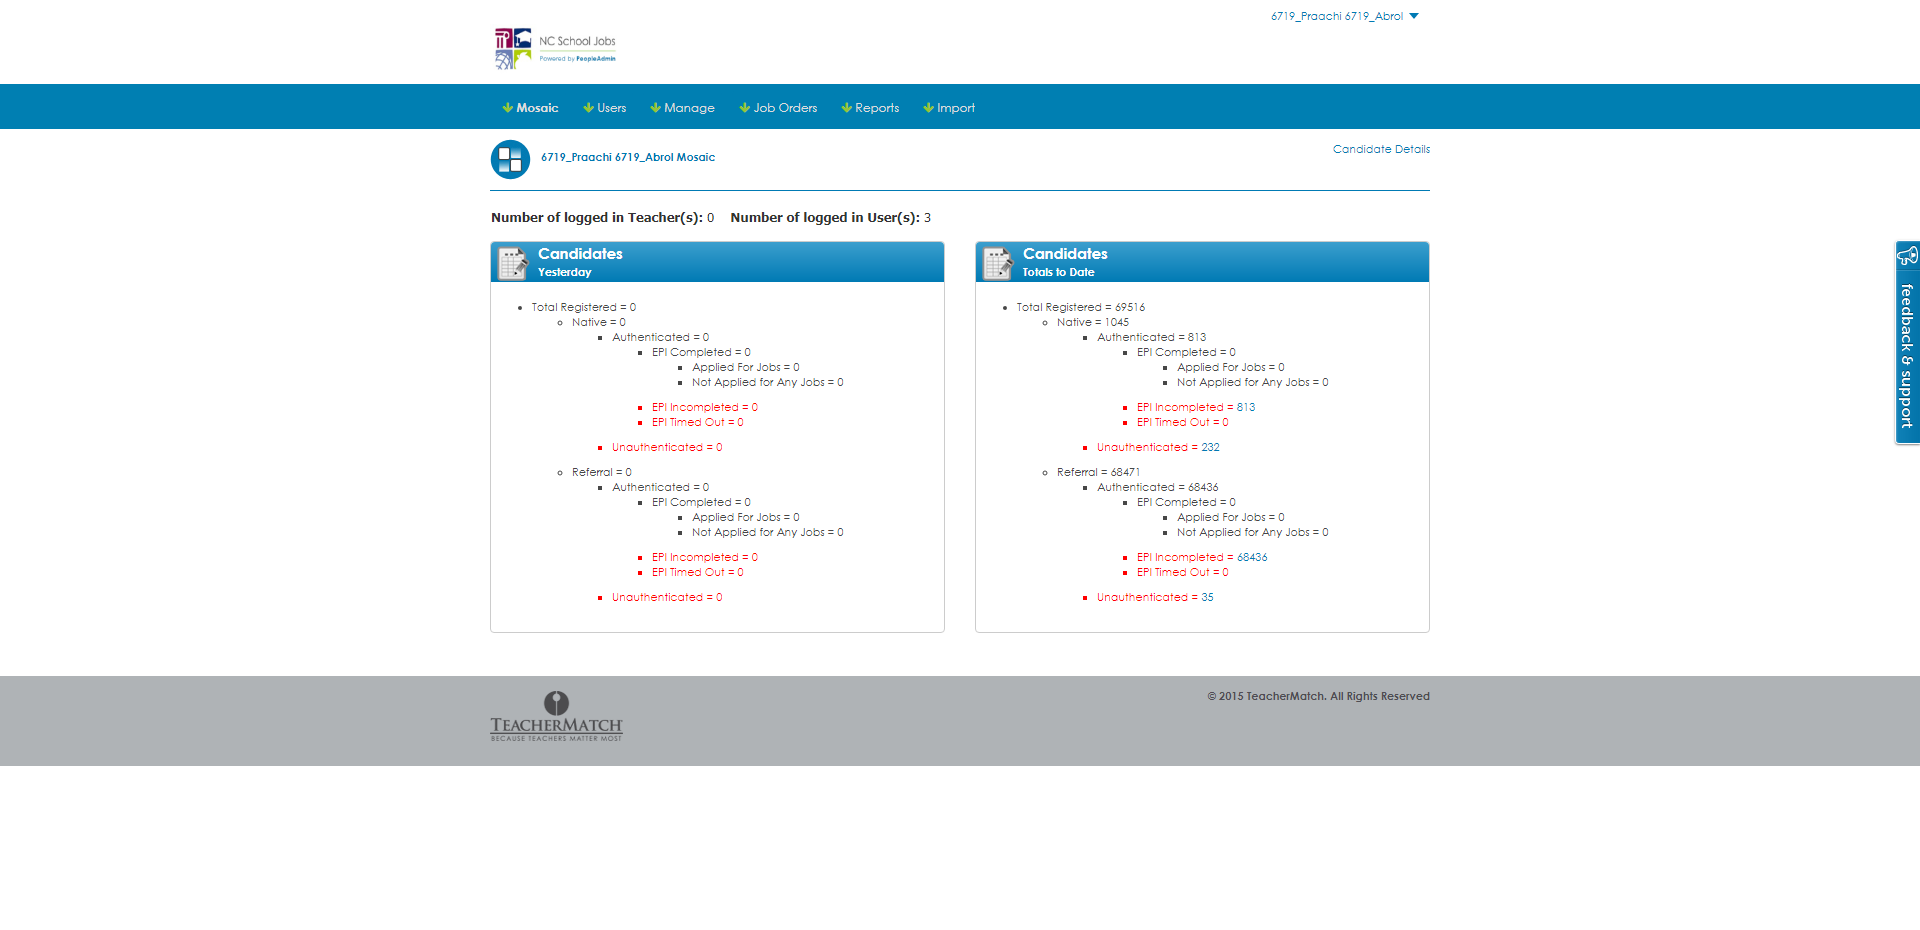 6719_Praachi 6719_Abrol
NC School Jobs
Powered by PeopleAdmin
Mosaic Users Manage Job Orders Reports Import
6719_Praachi 6719_Abrol Mosaic
Candidate Details
Number of logged in Teacher(s): 0 Number of logged in User(s): 3
Candidates
Yesterday
Total Registered = 0
Native = 0
Authenticated = 0
EPI Completed = 0
Applied For Jobs = 0
Not Applied for Any Jobs = 0
EPI Incompleted = 0
EPI Timed Out = 0
Unauthenticated = 0
Referral = 0
Authenticated = 0
EPI Completed = 0
Applied For Jobs = 0
Not Applied for Any Jobs = 0
EPI Incompleted = 0
EPI Timed Out = 0
Unauthenticated = 0
Candidates
Totals to Date
Total Registered = 69516
Native = 1045
Authenticated = 813
EPI Completed = 0
Applied For Jobs = 0
Not Applied for Any Jobs = 0
EPI Incompleted = 813
EPI Timed Out = 0
Unauthenticated = 232
Referral = 68471
Authenticated = 68436
EPI Completed = 0
Applied For Jobs = 0
Not Applied for Any Jobs = 0
EPI Incompleted = 68436
EPI Timed Out = 0
Unauthenticated = 35
feedback & support
TEACHERMATCH
BECAUSE TEACHERS MATTER MOST
© 2015 TeacherMatch. All Rights Reserved